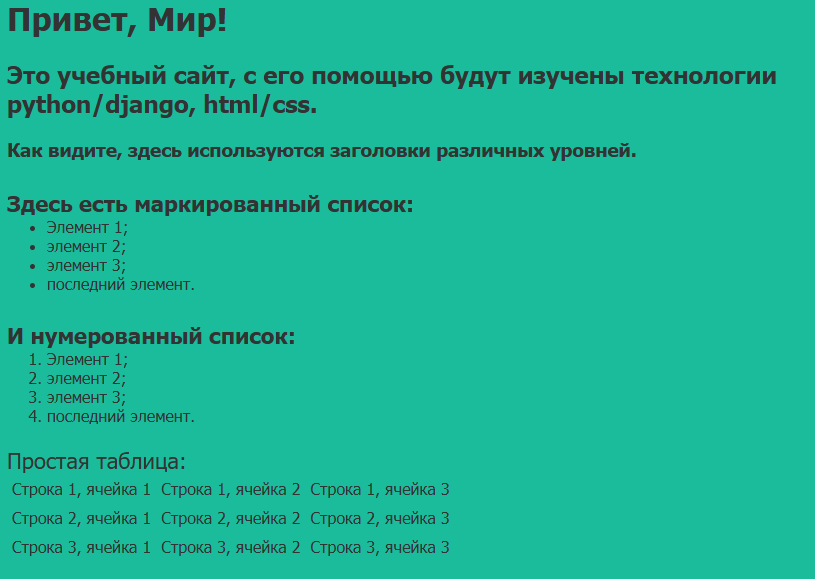 Привет, Мир!
Это учебный сайт, с его помощью будут изучены технологии
python/django, html/css.
Как видите, здесь используются заголовки различных уровней.
Здесь есть маркированный список:
• Элемент 1;
• элемент 2;
• элемент 3;
• последний элемент.
И нумерованный список:
1. Элемент 1;
2. элемент 2;
3. элемент 3;
4. последний элемент.
Простая таблица:
Строка 1, ячейка 1 Строка 1, ячейка 2 Строка 1, ячейка 3
Строка 2, ячейка 1 Строка 2, ячейка 2 Строка 2, ячейка 3
Строка 3, ячейка 1 Строка 3, ячейка 2 Строка 3, ячейка 3